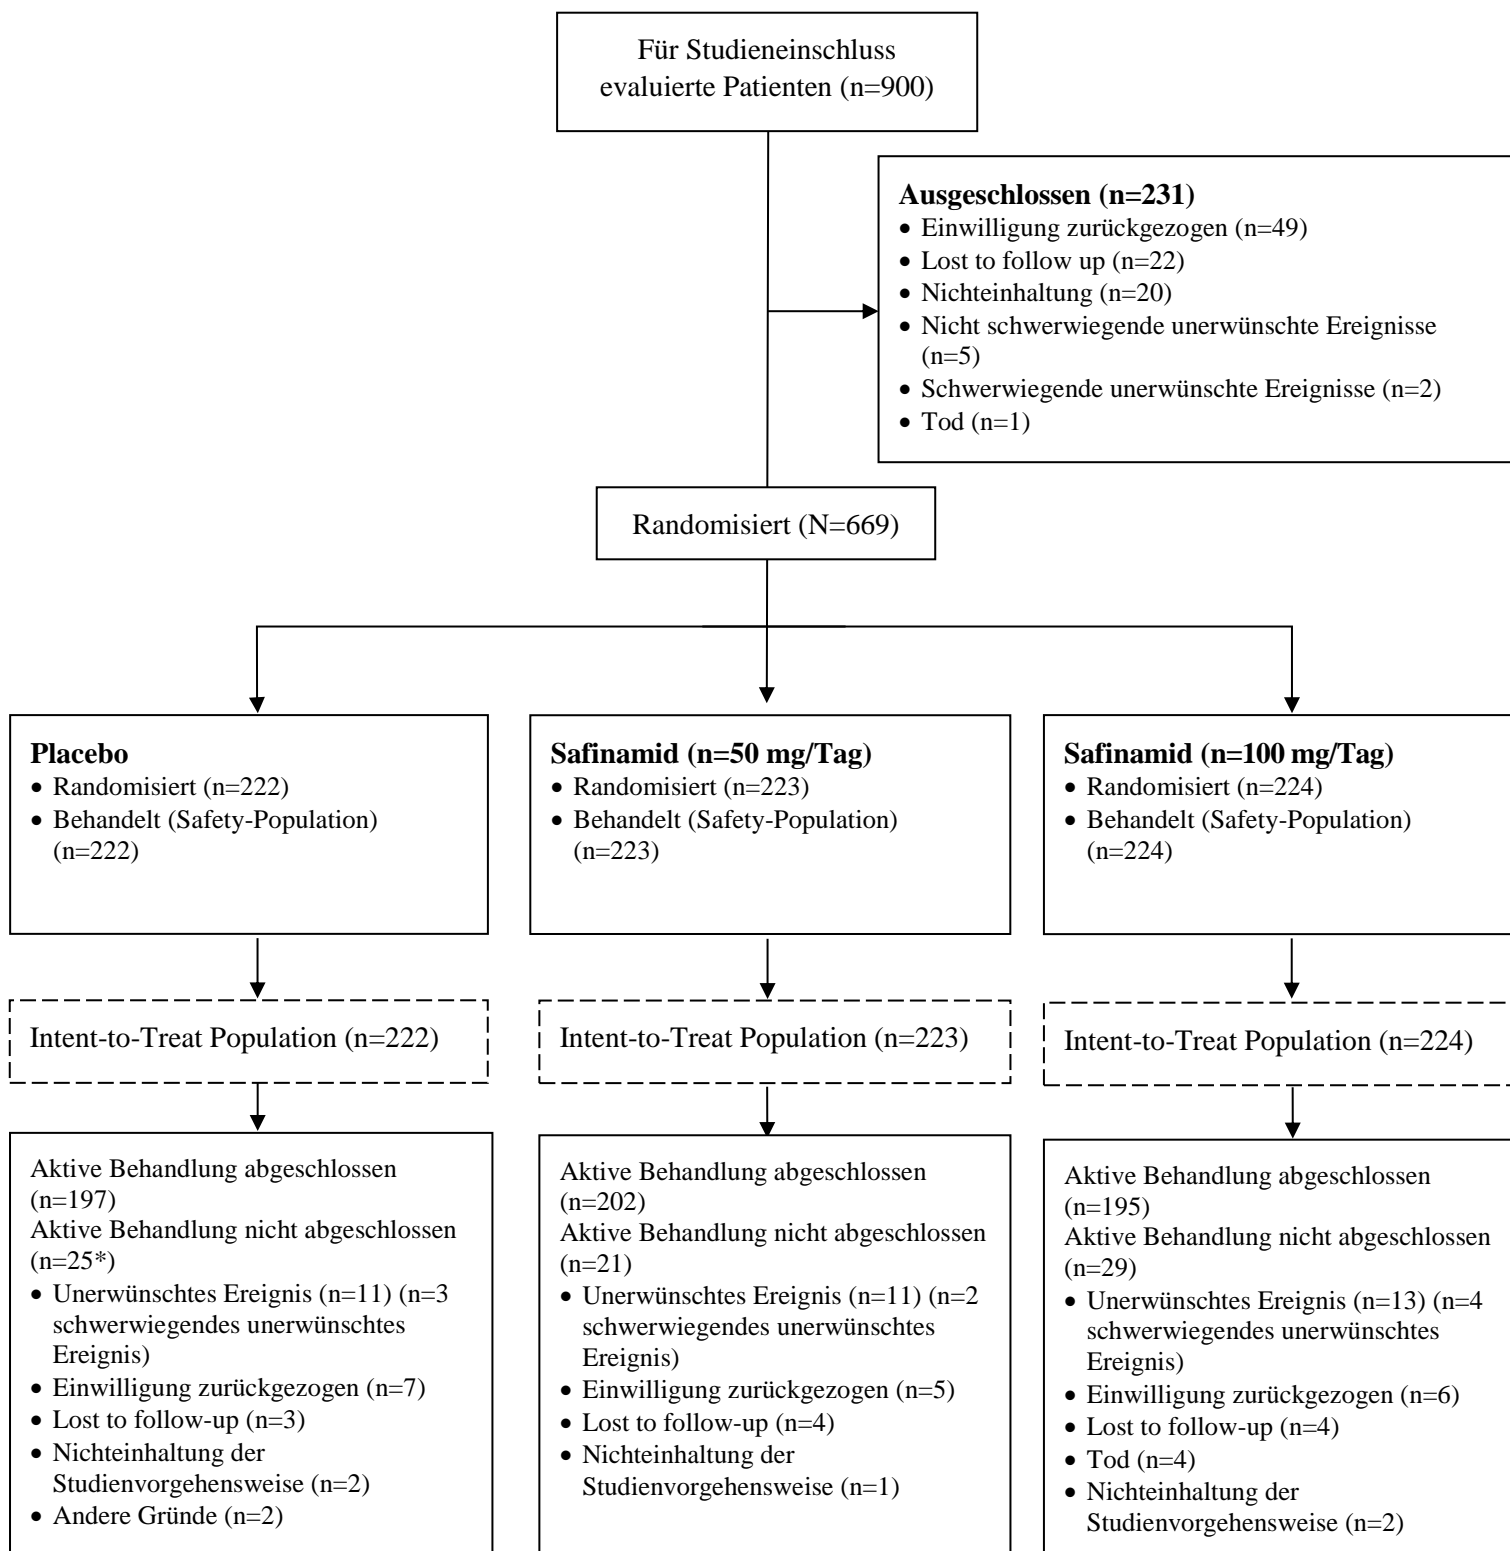 Für Studieneinschluss
evaluierte Patienten (n=900)
Ausgeschlossen (n=231)
• Einwilligung zurückgezogen (n=49)
• Lost to follow up (n=22)
• Nichteinhaltung (n=20)
• Nicht schwerwiegende unerwünschte Ereignisse
(n=5)
• Schwerwiegende unerwünschte Ereignisse (n=2)
• Tod (n=1)
Randomisiert (N=669)
Placebo
• Randomisiert (n=222)
• Behandelt (Safety-Population)
(n=222)
Safinamid (n=50 mg/Tag)
• Randomisiert (n=223)
• Behandelt (Safety-Population)
(n=223)
Safinamid (n=100 mg/Tag)
• Randomisiert (n=224)
• Behandelt (Safety-Population)
(n=224)
Intent-to-Treat Population (n=222)
Intent-to-Treat Population (n=223)
Intent-to-Treat Population (n=224)
Aktive Behandlung abgeschlossen
(n=197)
Aktive Behandlung nicht abgeschlossen
(n=25*)
• Unerwünschtes Ereignis (n=11) (n=3
schwerwiegendes unerwünschtes
Ereignis)
• Einwilligung zurückgezogen (n=7)
• Lost to follow-up (n=3)
• Nichteinhaltung der
Studienvorgehensweise (n=2)
• Andere Gründe (n=2)
Aktive Behandlung abgeschlossen
(n=202)
Aktive Behandlung nicht abgeschlossen
(n=21)
• Unerwünschtes Ereignis (n=11) (n=2
schwerwiegendes unerwünschtes
Ereignis)
• Einwilligung zurückgezogen (n=5)
• Lost to follow-up (n=4)
• Nichteinhaltung der
Studienvorgehensweise (n=1)
Aktive Behandlung abgeschlossen
(n=195)
Aktive Behandlung nicht abgeschlossen
(n=29)
• Unerwünschtes Ereignis (n=13) (n=4
schwerwiegendes unerwünschtes
Ereignis)
• Einwilligung zurückgezogen (n=6)
• Lost to follow-up (n=4)
• Tod (n=4)
• Nichteinhaltung der
Studienvorgehensweise (n=2)